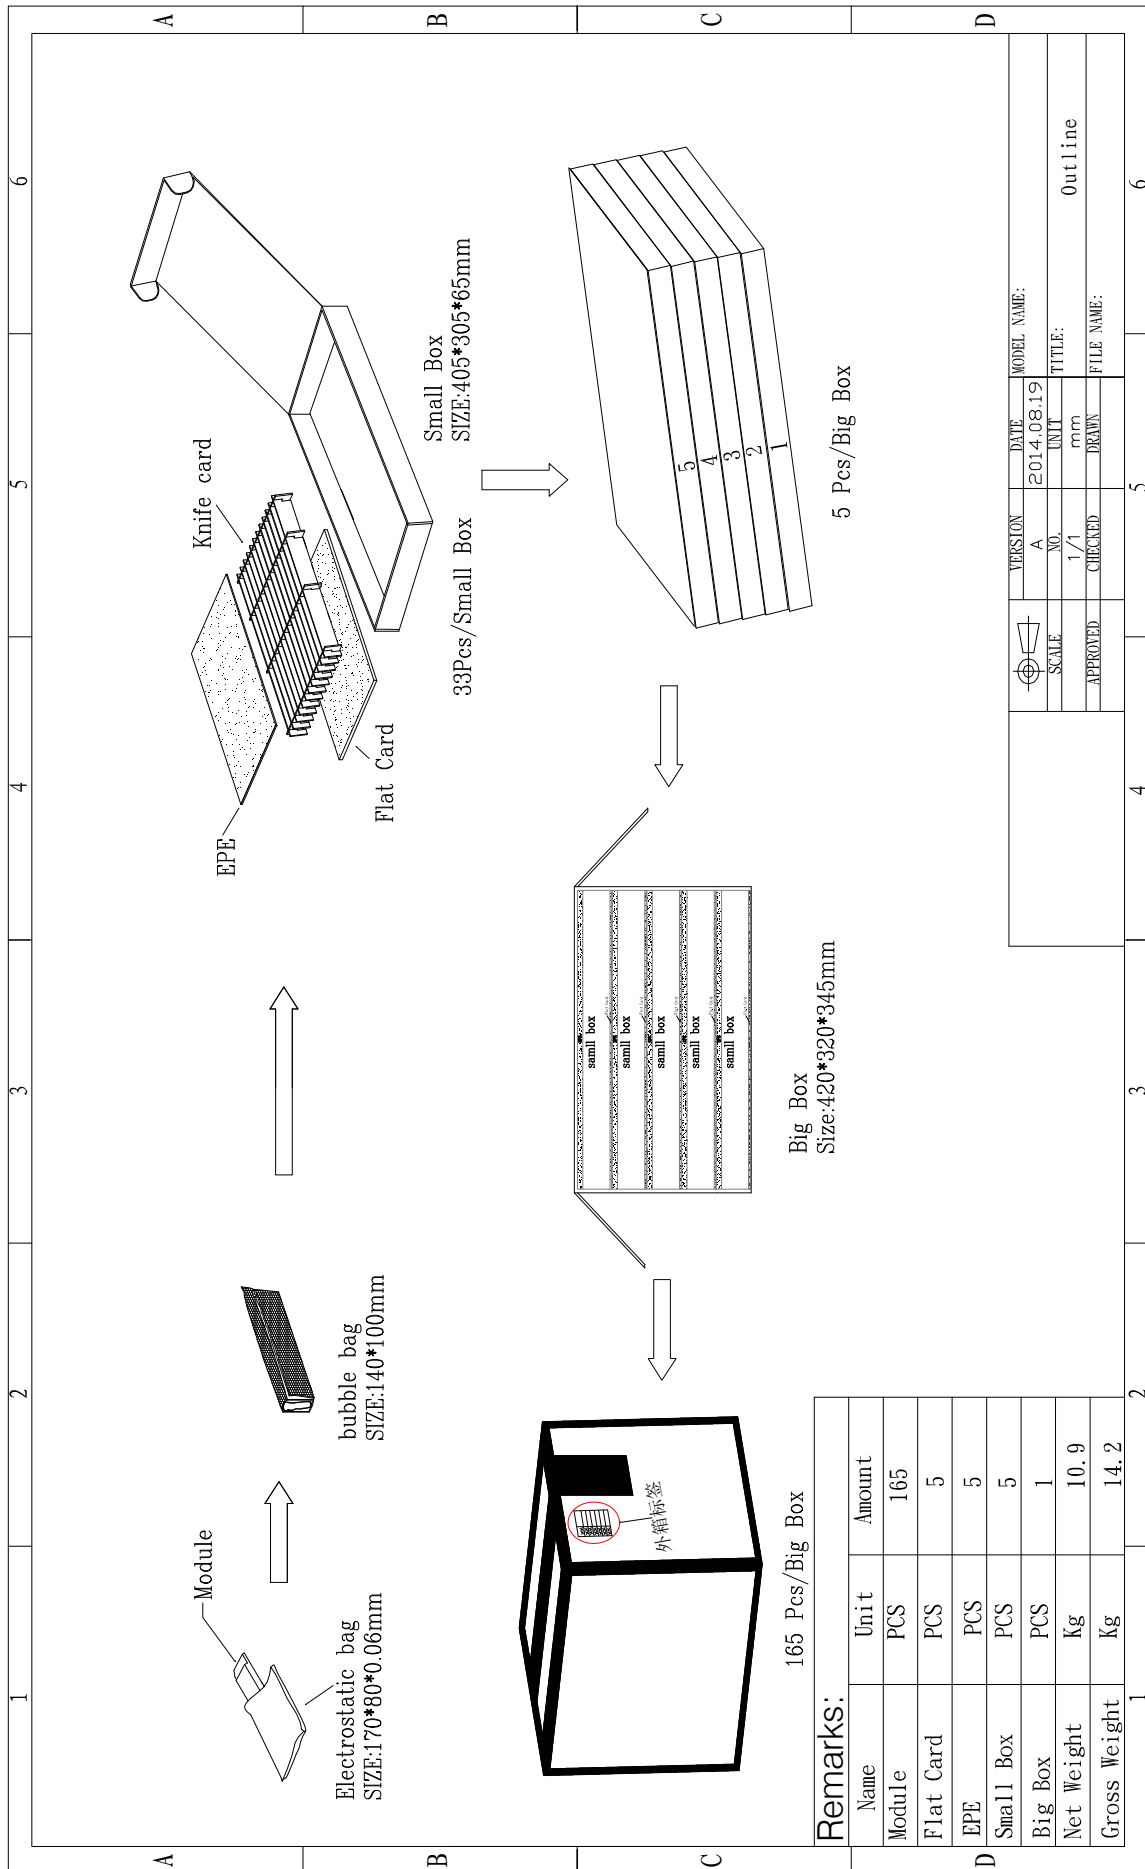 1
2
3
4
5
6
A
B
C
D
Module
Electrostatic bag
SIZE:170*80*0.06mm
bubble bag
SIZE:140*100mm
EPE
Knife card
Flat Card
33Pcs/Small Box
Small Box
SIZE:405*305*65mm
5
4
3
2
1
5 Pcs/Big Box
samll box
samll box
samll box
samll box
samll box
Big Box
Size:420*320*345mm
外箱标签
165 Pcs/Big Box
Remarks:
Name Unit Amount
Module PCS 165
Flat Card PCS 5
EPE PCS 5
Small Box PCS 5
Big Box PCS 1
Net Weight Kg 10.9
Gross Weight Kg 14.2
VERSION DATE MODEL NAME:
A 2014.08.19
SCALE NO. UNIT TITLE:
1/1 mm Outline
APPROVED CHECKED DRAWN FILE NAME:
A
B
C
D
1
2
3
4
5
6